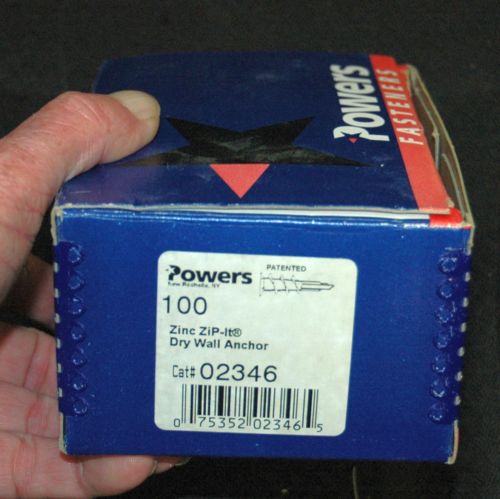 Powers
FASTENERS
Powers
New Rochelle, NY
PATENTED
100
Zinc ZiP-It®
Dry Wall Anchor
Cat# 02346
0 75352 02346 5